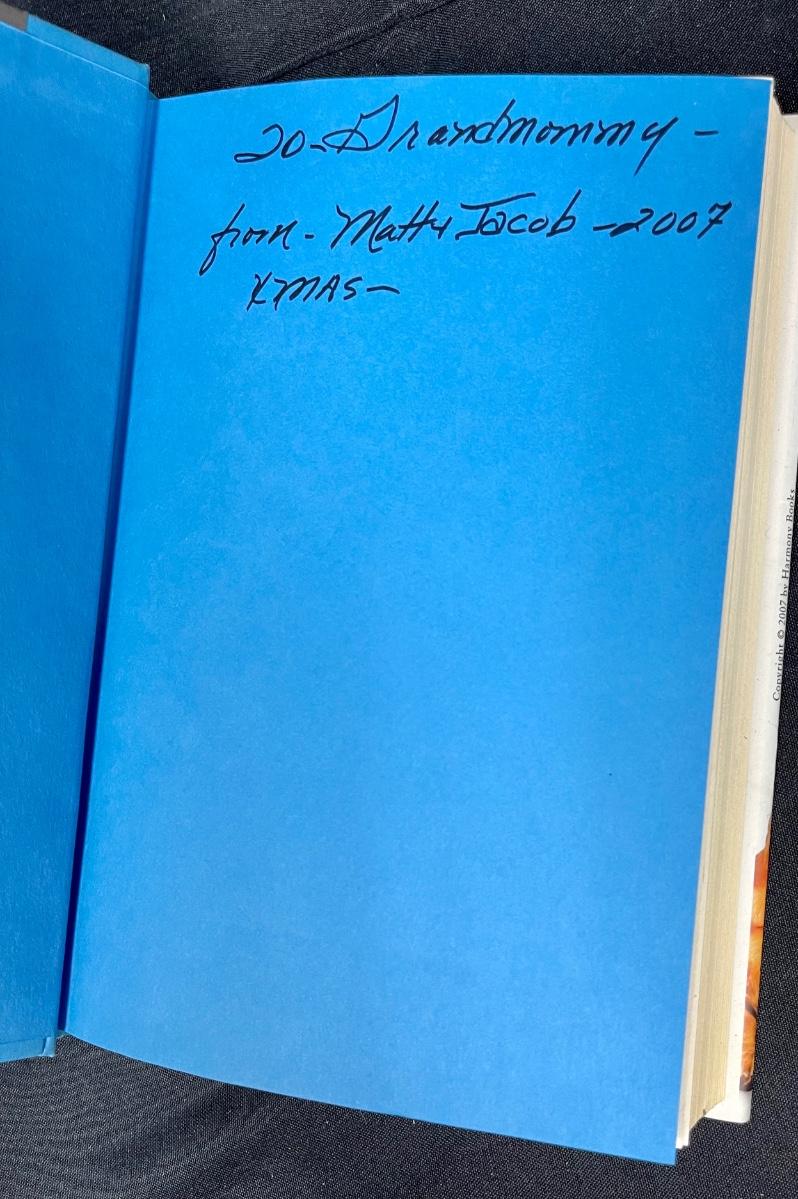 To - Grandmommy -
from - Matt & Jacob - 2007
XMAS -
Copyright © 2007 by Harmony Books